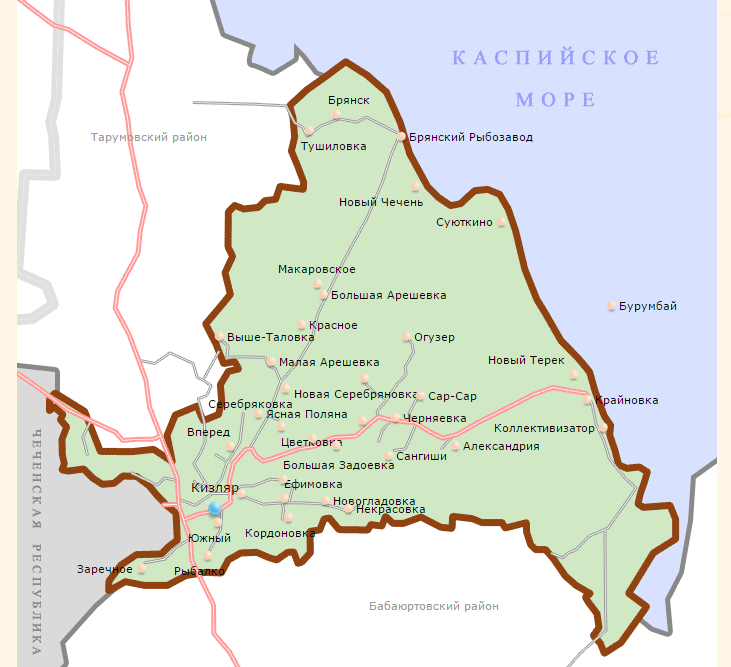 КАСПИЙСКОЕ
МОРЕ
Брянск
Тарумовский район
Брянский Рыбозавод
Тушиловка
Новый Чечень
Суюткино
Макаровское
Большая Арешевка
Бурумбай
Красное
Выше-Таловка
Огузер
Малая Арешевка
Новый Терек
Новая Серебряковка
Сар-Сар
Крайновка
Серебряковка
Ясная Поляна
Черняевка
Коллективизатор
Вперед
Цветковка
Александрия
Сангиши
Большая Задоевка
Ефимовка
Кизляр
Новогладовка
Некрасовка
Кордоновка
Южный
Заречное
Рыбалко
Бабаюртовский район
ЧЕЧЕНСКАЯ РЕСПУБЛИКА